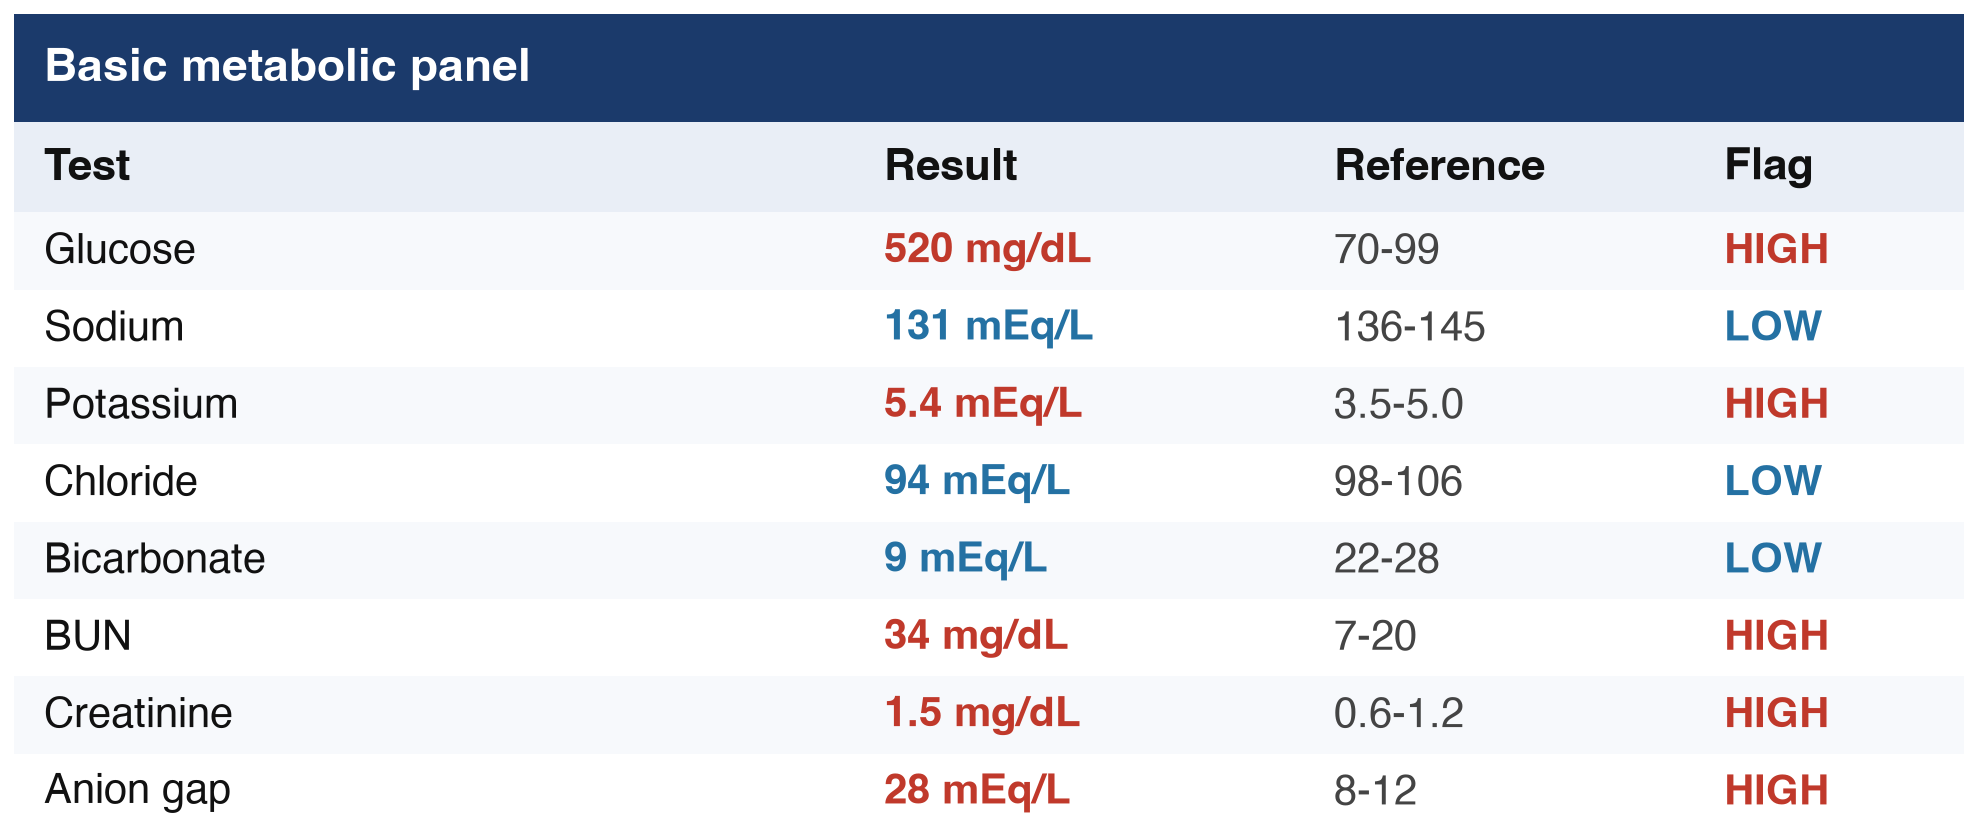 Basic metabolic panel
Test Result Reference Flag
Glucose 520 mg/dL 70-99 HIGH
Sodium 131 mEq/L 136-145 LOW
Potassium 5.4 mEq/L 3.5-5.0 HIGH
Chloride 94 mEq/L 98-106 LOW
Bicarbonate 9 mEq/L 22-28 LOW
BUN 34 mg/dL 7-20 HIGH
Creatinine 1.5 mg/dL 0.6-1.2 HIGH
Anion gap 28 mEq/L 8-12 HIGH